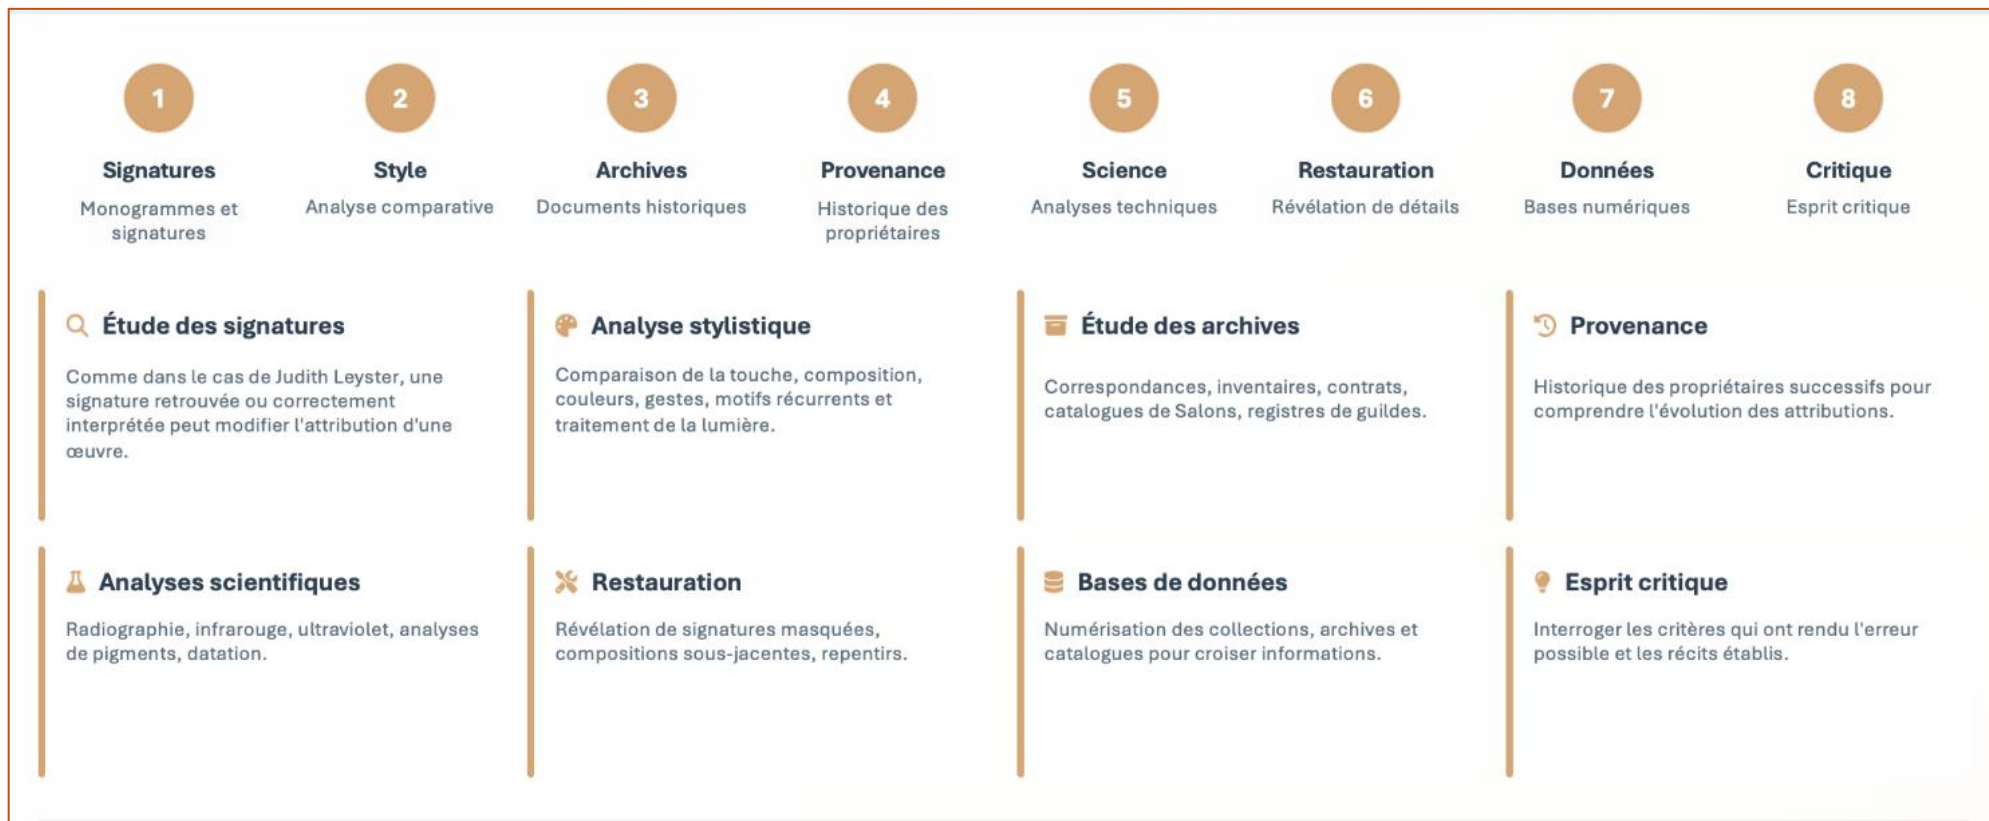 1
2
3
4
5
6
7
8
Signatures
Style
Archives
Provenance
Science
Restauration
Données
Critique
Monogrammes et
signatures
Analyse comparative
Documents historiques
Historique des
propriétaires
Analyses techniques
Révélation de détails
Bases numériques
Esprit critique
Étude des signatures
Comme dans le cas de Judith Leyster, une
signature retrouvée ou correctement
interprétée peut modifier l'attribution d'une
œuvre.
Analyse stylistique
Comparaison de la touche, composition,
couleurs, gestes, motifs récurrents et
traitement de la lumière.
Étude des archives
Correspondances, inventaires, contrats,
catalogues de Salons, registres de guildes.
Provenance
Historique des propriétaires successifs pour
comprendre l'évolution des attributions.
Analyses scientifiques
Radiographie, infrarouge, ultraviolet, analyses
de pigments, datation.
Restauration
Révélation de signatures masquées,
compositions sous-jacentes, repentirs.
Bases de données
Numérisation des collections, archives et
catalogues pour croiser informations.
Esprit critique
Interroger les critères qui ont rendu l'erreur
possible et les récits établis.